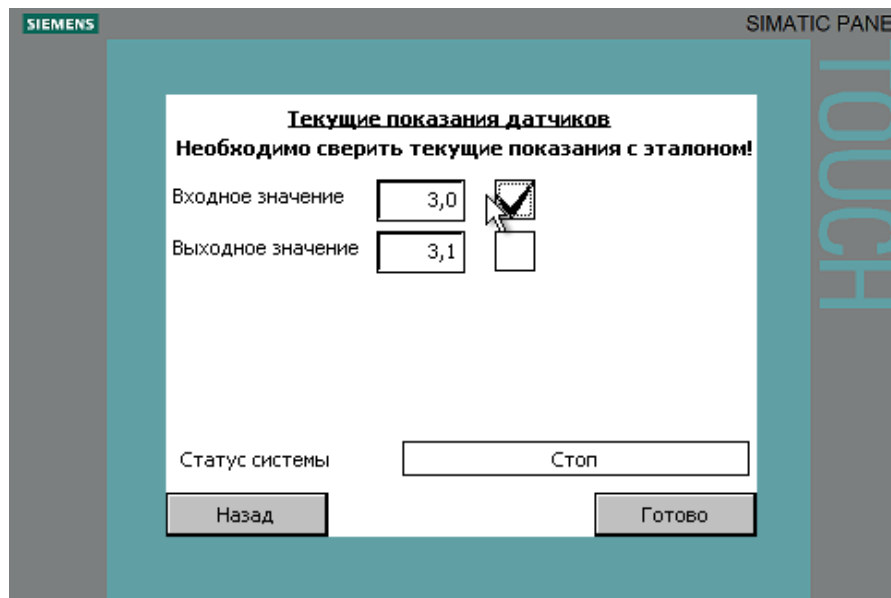 SIEMENS
SIMATIC PANE
TOUCH
Текущие показания датчиков
Необходимо сверить текущие показания с эталоном!
Входное значение 3,0
Выходное значение 3,1
Статус системы Стоп
Назад Готово